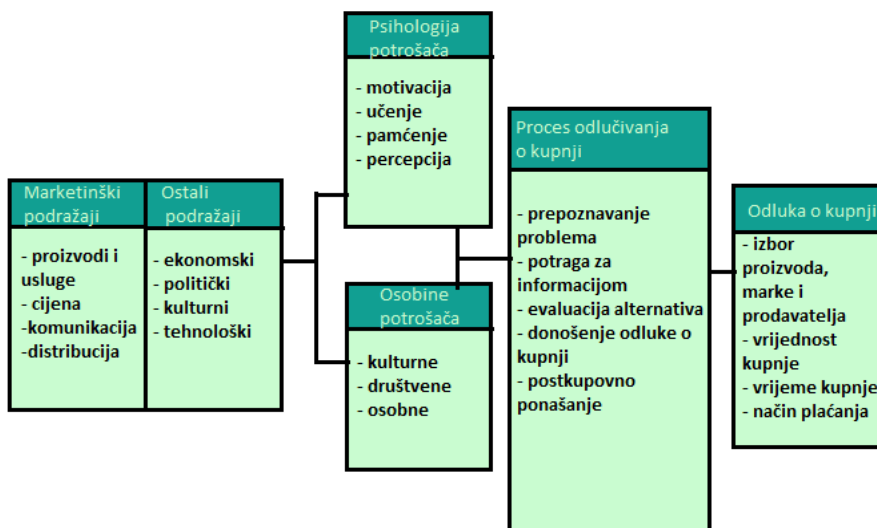 Marketinški
podražaji
- proizvodi i
usluge
- cijena
-komunikacija
-distribucija
Ostali
podražaji
- ekonomski
- politički
- kulturni
- tehnološki
Psihologija
potrošača
- motivacija
- učenje
- pamćenje
- percepcija
Osobine
potrošača
- kulturne
- društvene
- osobne
Proces odlučivanja
o kupnji
- prepoznavanje
problema
- potraga za
informacijom
- evaluacija alternativa
- donošenje odluke o
kupnji
- postkupovno
ponašanje
Odluka o kupnji
- izbor
proizvoda,
marke i
prodavatelja
- vrijednost
kupnje
- vrijeme kupnje
- način plaćanja